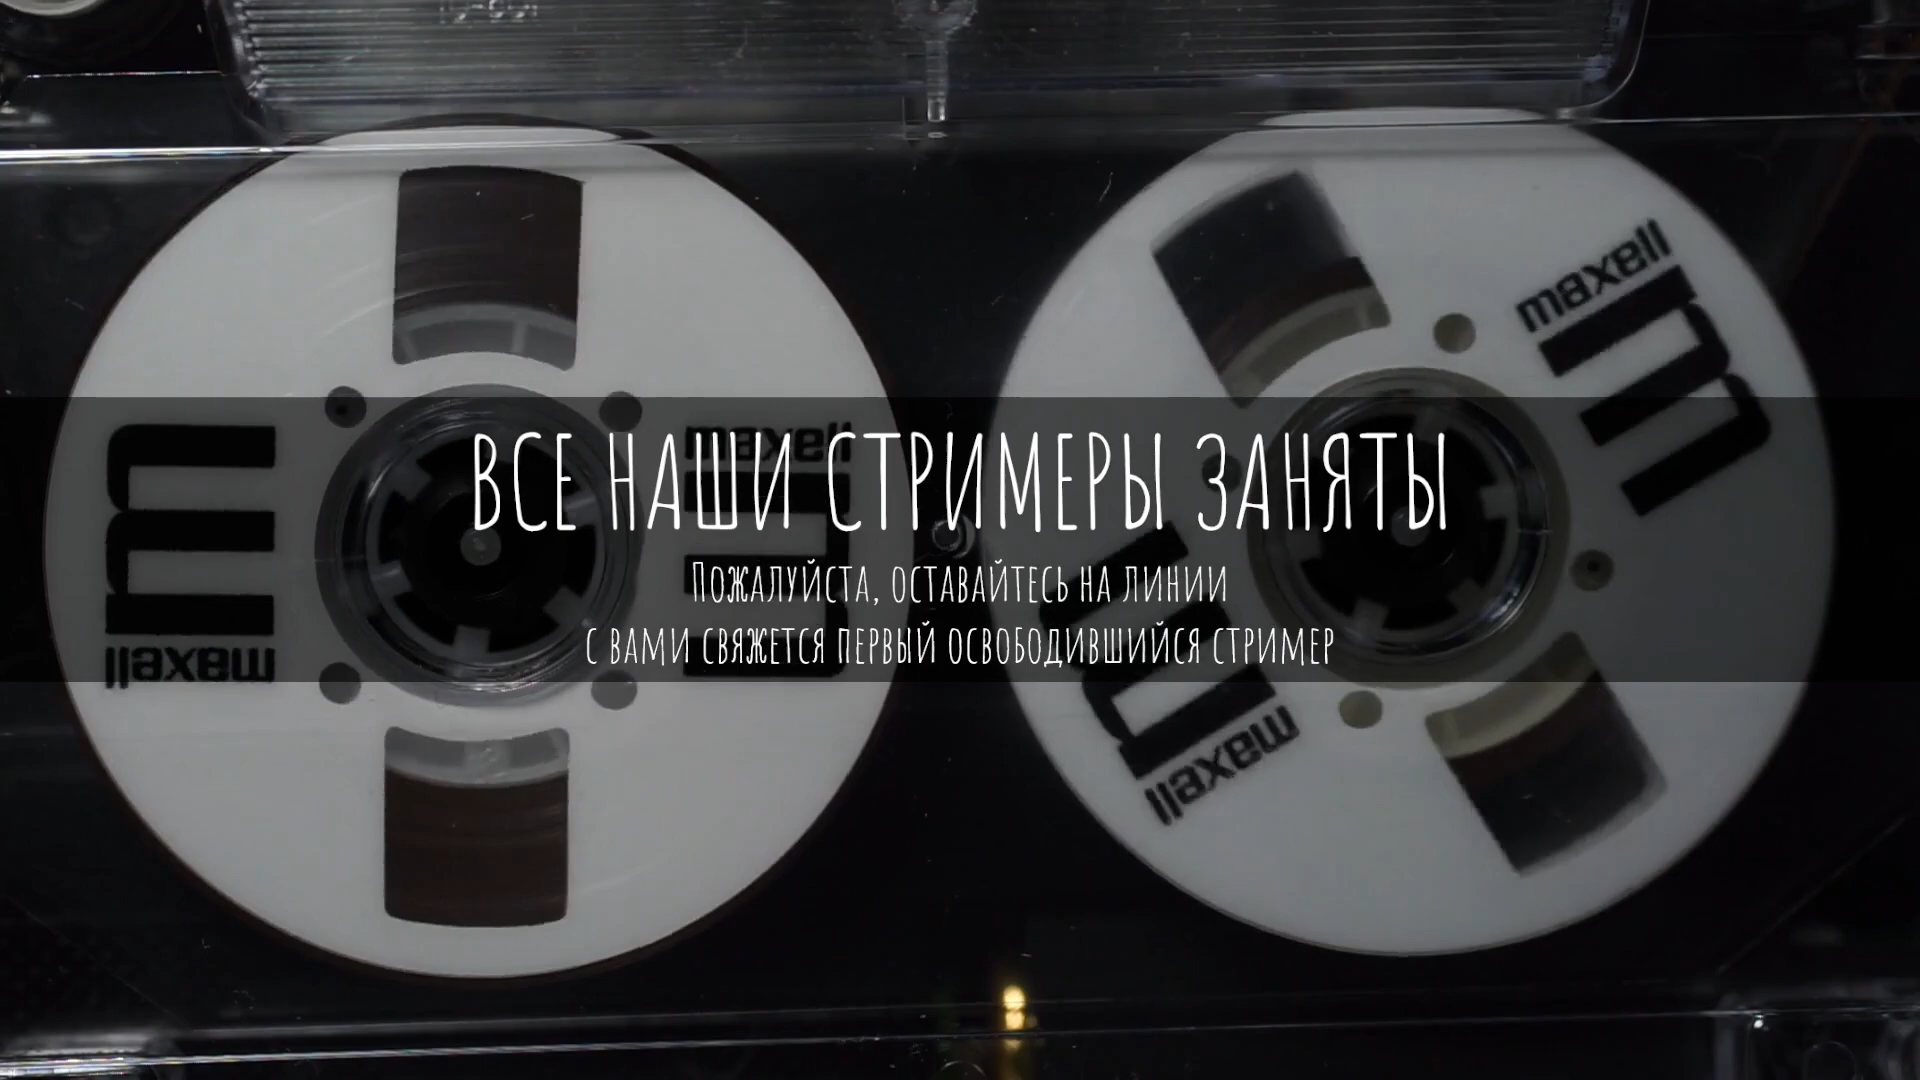 ВСЕ НАШИ СТРИМЕРЫ ЗАНЯТЫ
Пожалуйста, оставайтесь на линии
с вами свяжется первый освободившийся стример
m
maxell
maxell
m
maxell
m
m
maxell